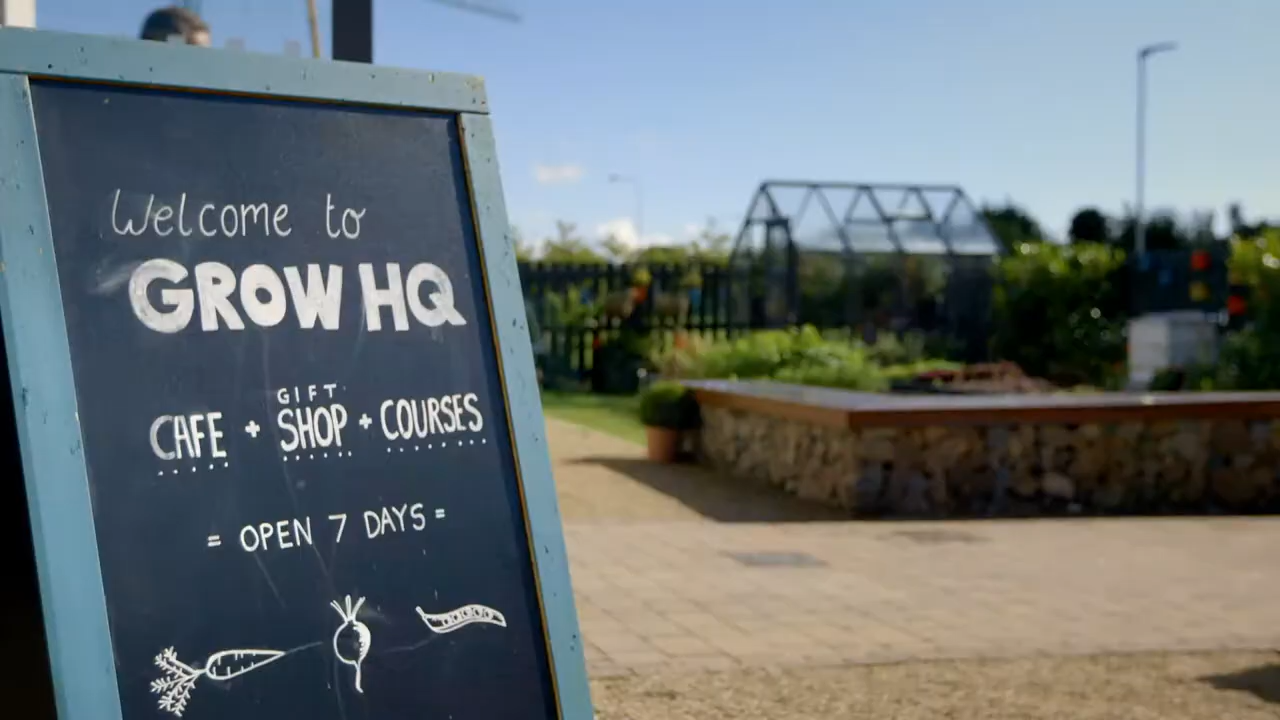 Welcome to
GROW HQ
GIFT
CAFE + SHOP + COURSES
= OPEN 7 DAYS =